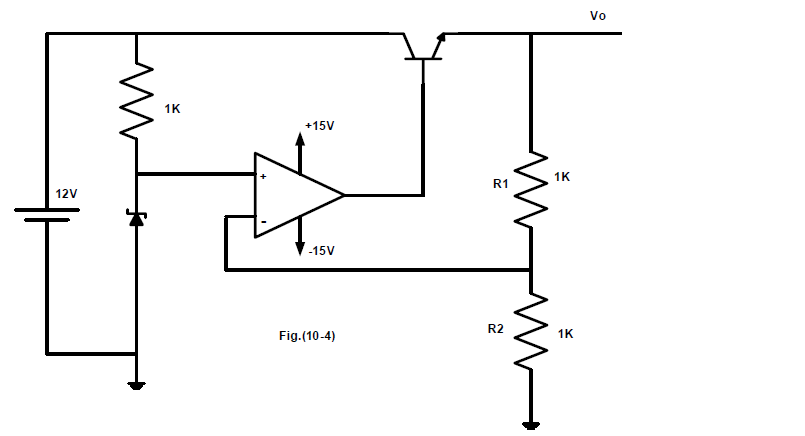 Vo
1K
+15V
+
12V
R1
1K
-
-15V
Fig.(10-4)
R2
1K